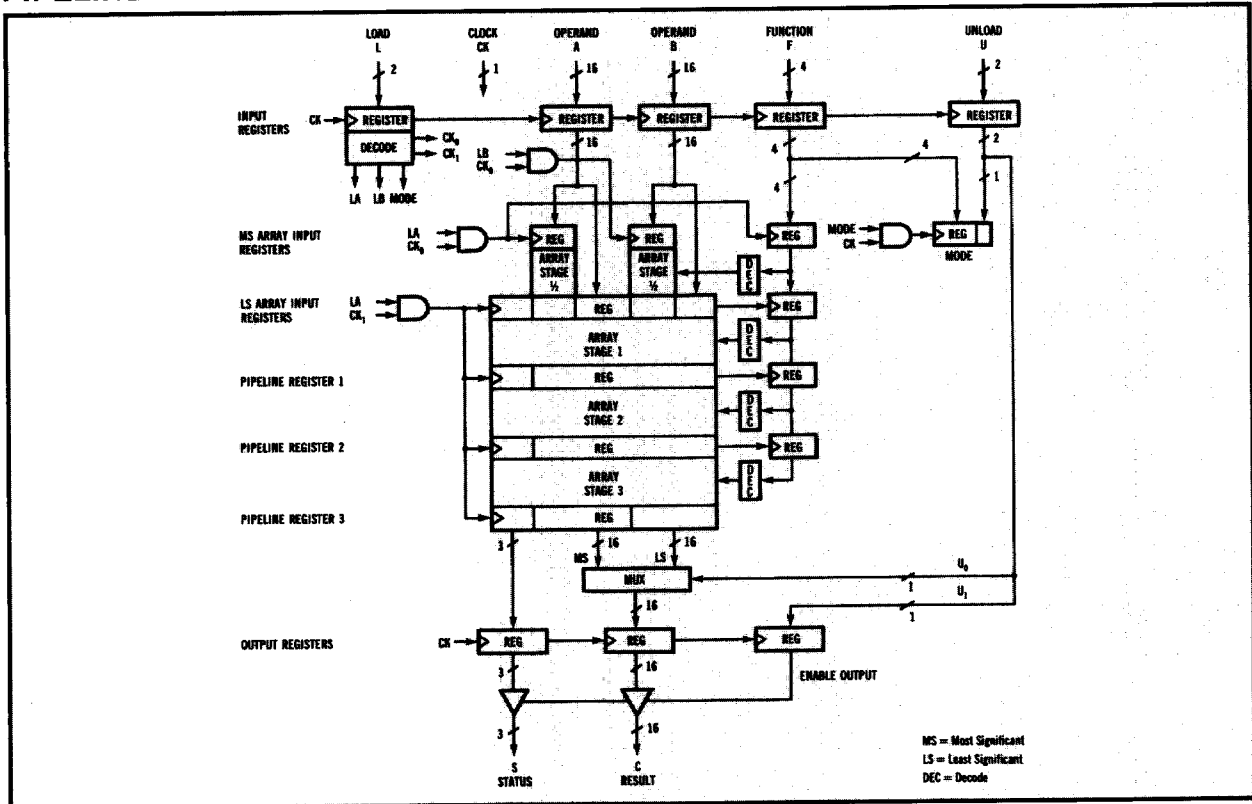 LOAD
L
CLOCK
CK
OPERAND
A
OPERAND
B
FUNCTION
F
UNLOAD
U
2
1
16
16
4
2
INPUT
REGISTERS
CK
REGISTER
REGISTER
REGISTER
REGISTER
REGISTER
DECODE
CK₀
CK₁
LA
LB
MODE
LB
CK₀
16
16
4
4
4
2
1
MS ARRAY INPUT
REGISTERS
LA
CK₀
REG
REG
REG
MODE
CK
REG
MODE
ARRAY
STAGE
½
ARRAY
STAGE
½
DEC
LS ARRAY INPUT
REGISTERS
LA
CK₁
REG
REG
ARRAY
STAGE 1
DEC
PIPELINE REGISTER 1
REG
REG
ARRAY
STAGE 2
DEC
PIPELINE REGISTER 2
REG
REG
ARRAY
STAGE 3
DEC
PIPELINE REGISTER 3
REG
3
16
16
MS
LS
MUX
U₀
1
U₁
1
16
OUTPUT REGISTERS
CK
REG
REG
REG
3
16
ENABLE OUTPUT
3
16
S
STATUS
C
RESULT
MS = Most Significant
LS = Least Significant
DEC = Decode